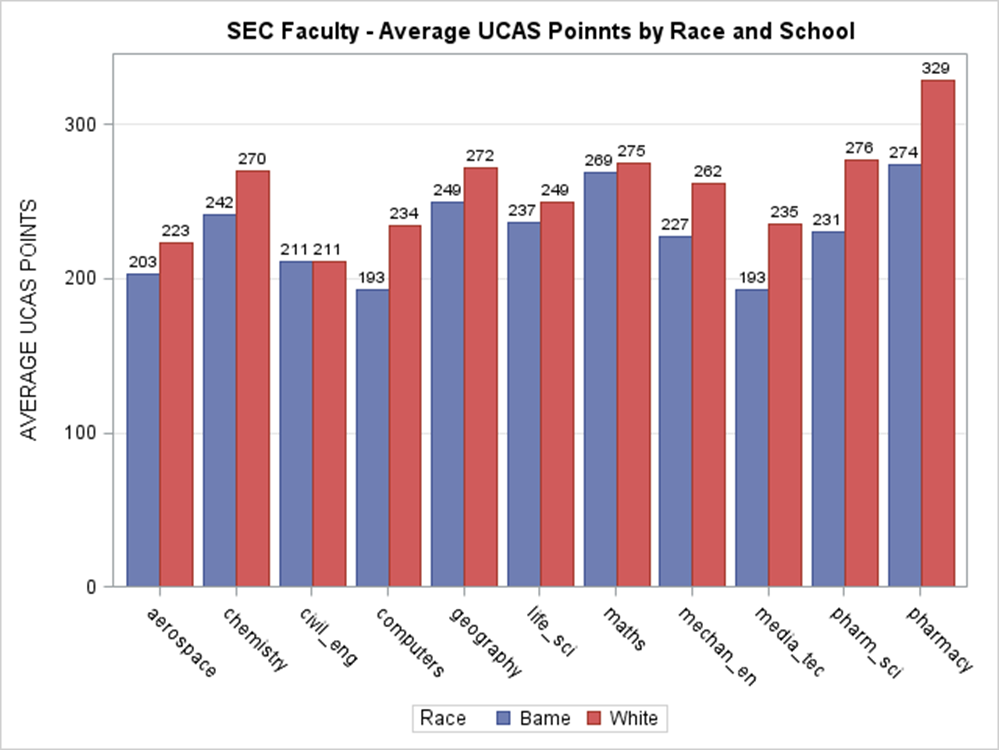 SEC Faculty - Average UCAS Poinnts by Race and School
AVERAGE UCAS POINTS
300
200
100
0
203 223
242 270
211 211
193 234
249 272
237 249
269 275
227 262
193 235
231 276
274 329
aerospace
chemistry
civil_eng
computers
geography
life_sci
maths
mechan_en
media_tec
pharm_sci
pharmacy
Race Bame White